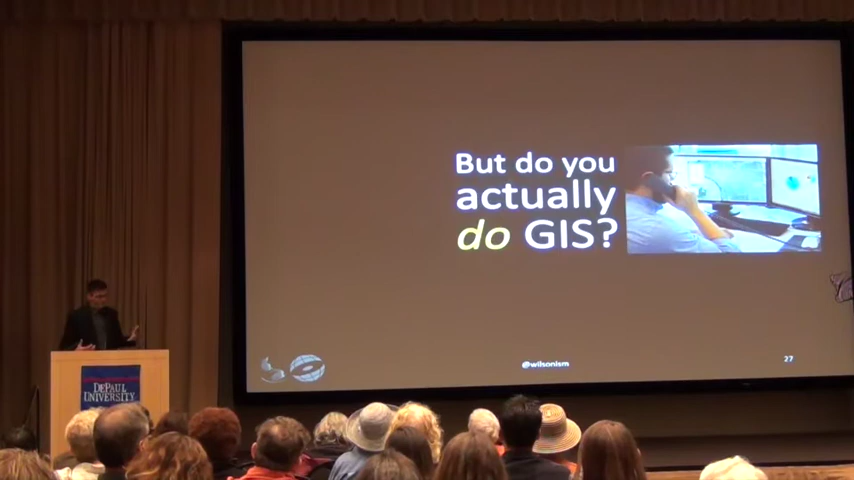 But do you
actually
do GIS?
@wilsonism
27
DEPAUL
UNIVERSITY